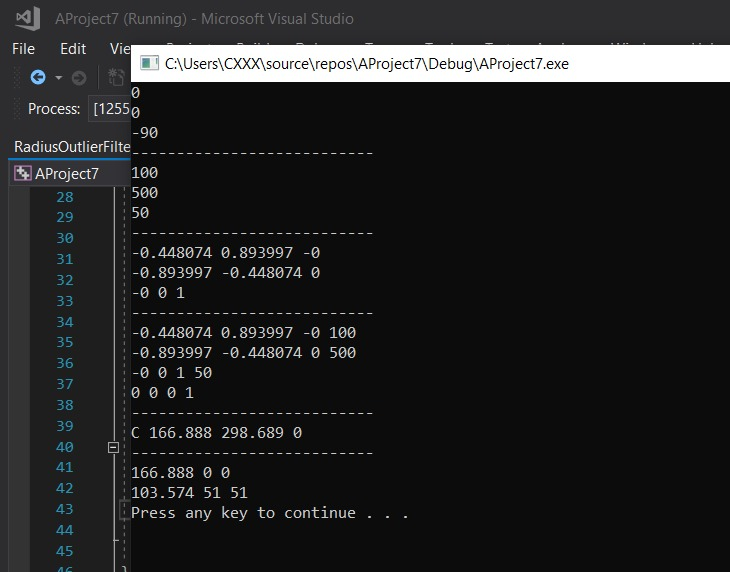 AProject7 (Running) - Microsoft Visual Studio
File Edit
C:\Users\CXXX\source\repos\AProject7\Debug\AProject7.exe
Process: [1255
RadiusOutlierFilte
AProject7
28
29
30
31
32
33
34
35
36
37
38
39
40
41
42
43
44
45
0
0
-90
---------------------------
100
500
50
---------------------------
-0.448074 0.893997 -0
-0.893997 -0.448074 0
-0 0 1
---------------------------
-0.448074 0.893997 -0 100
-0.893997 -0.448074 0 500
-0 0 1 50
0 0 0 1
---------------------------
C 166.888 298.689 0
---------------------------
166.888 0 0
103.574 51 51
Press any key to continue . . .